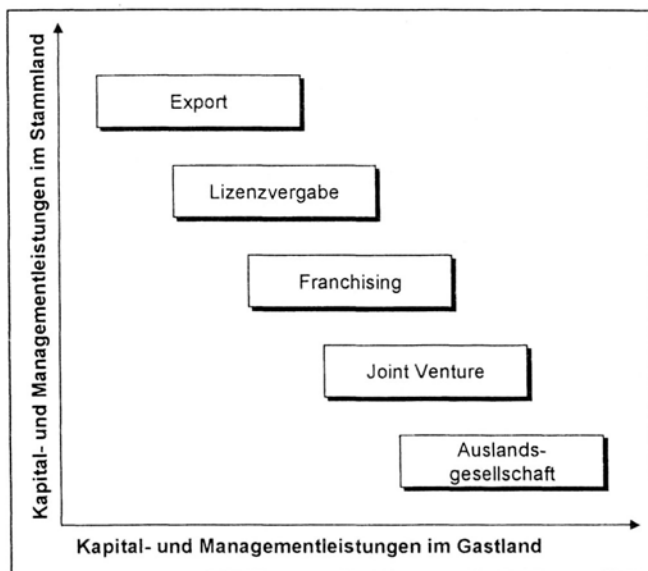 Kapital- und Managementleistungen im Stammland
Export
Lizenzvergabe
Franchising
Joint Venture
Auslands-
gesellschaft
Kapital- und Managementleistungen im Gastland